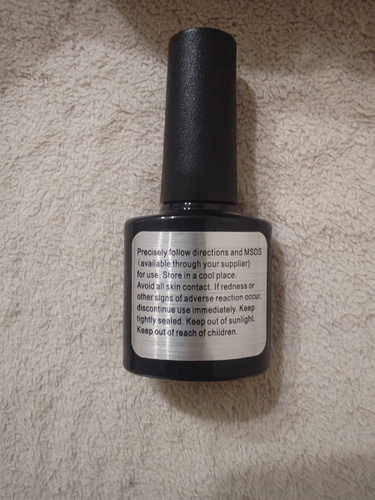 Precisely follow directions and MSDS
(available through your supplier)
for use. Store in a cool place.
Avoid all skin contact. If redness or
other signs of adverse reaction occur,
discontinue use immediately. Keep
tightly sealed. Keep out of sunlight.
Keep out of reach of children.